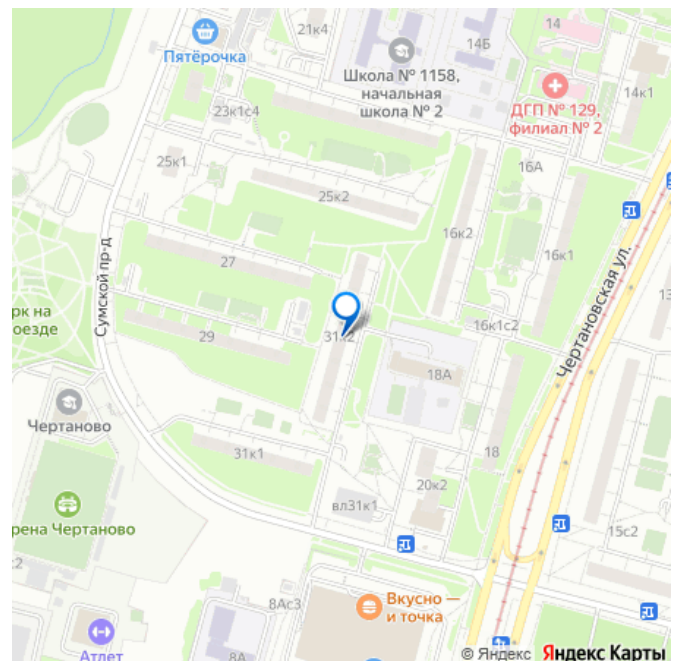 21к4
14Б
14
Пятёрочка
Школа № 1158,
начальная
школа № 2
ДГП № 129,
филиал № 2
14к1
23к1с4
25к1
16А
25к2
16к2
16к1
27
Сумской пр-д
Чертановская ул.
рк на
оезде
29
16к1с2
18А
Чертаново
31к1
18
20к2
вл31к1
рена Чертаново
15с2
8Ас3
Вкусно —
и точка
8А
Атлет
© Яндекс Яндекс Карты